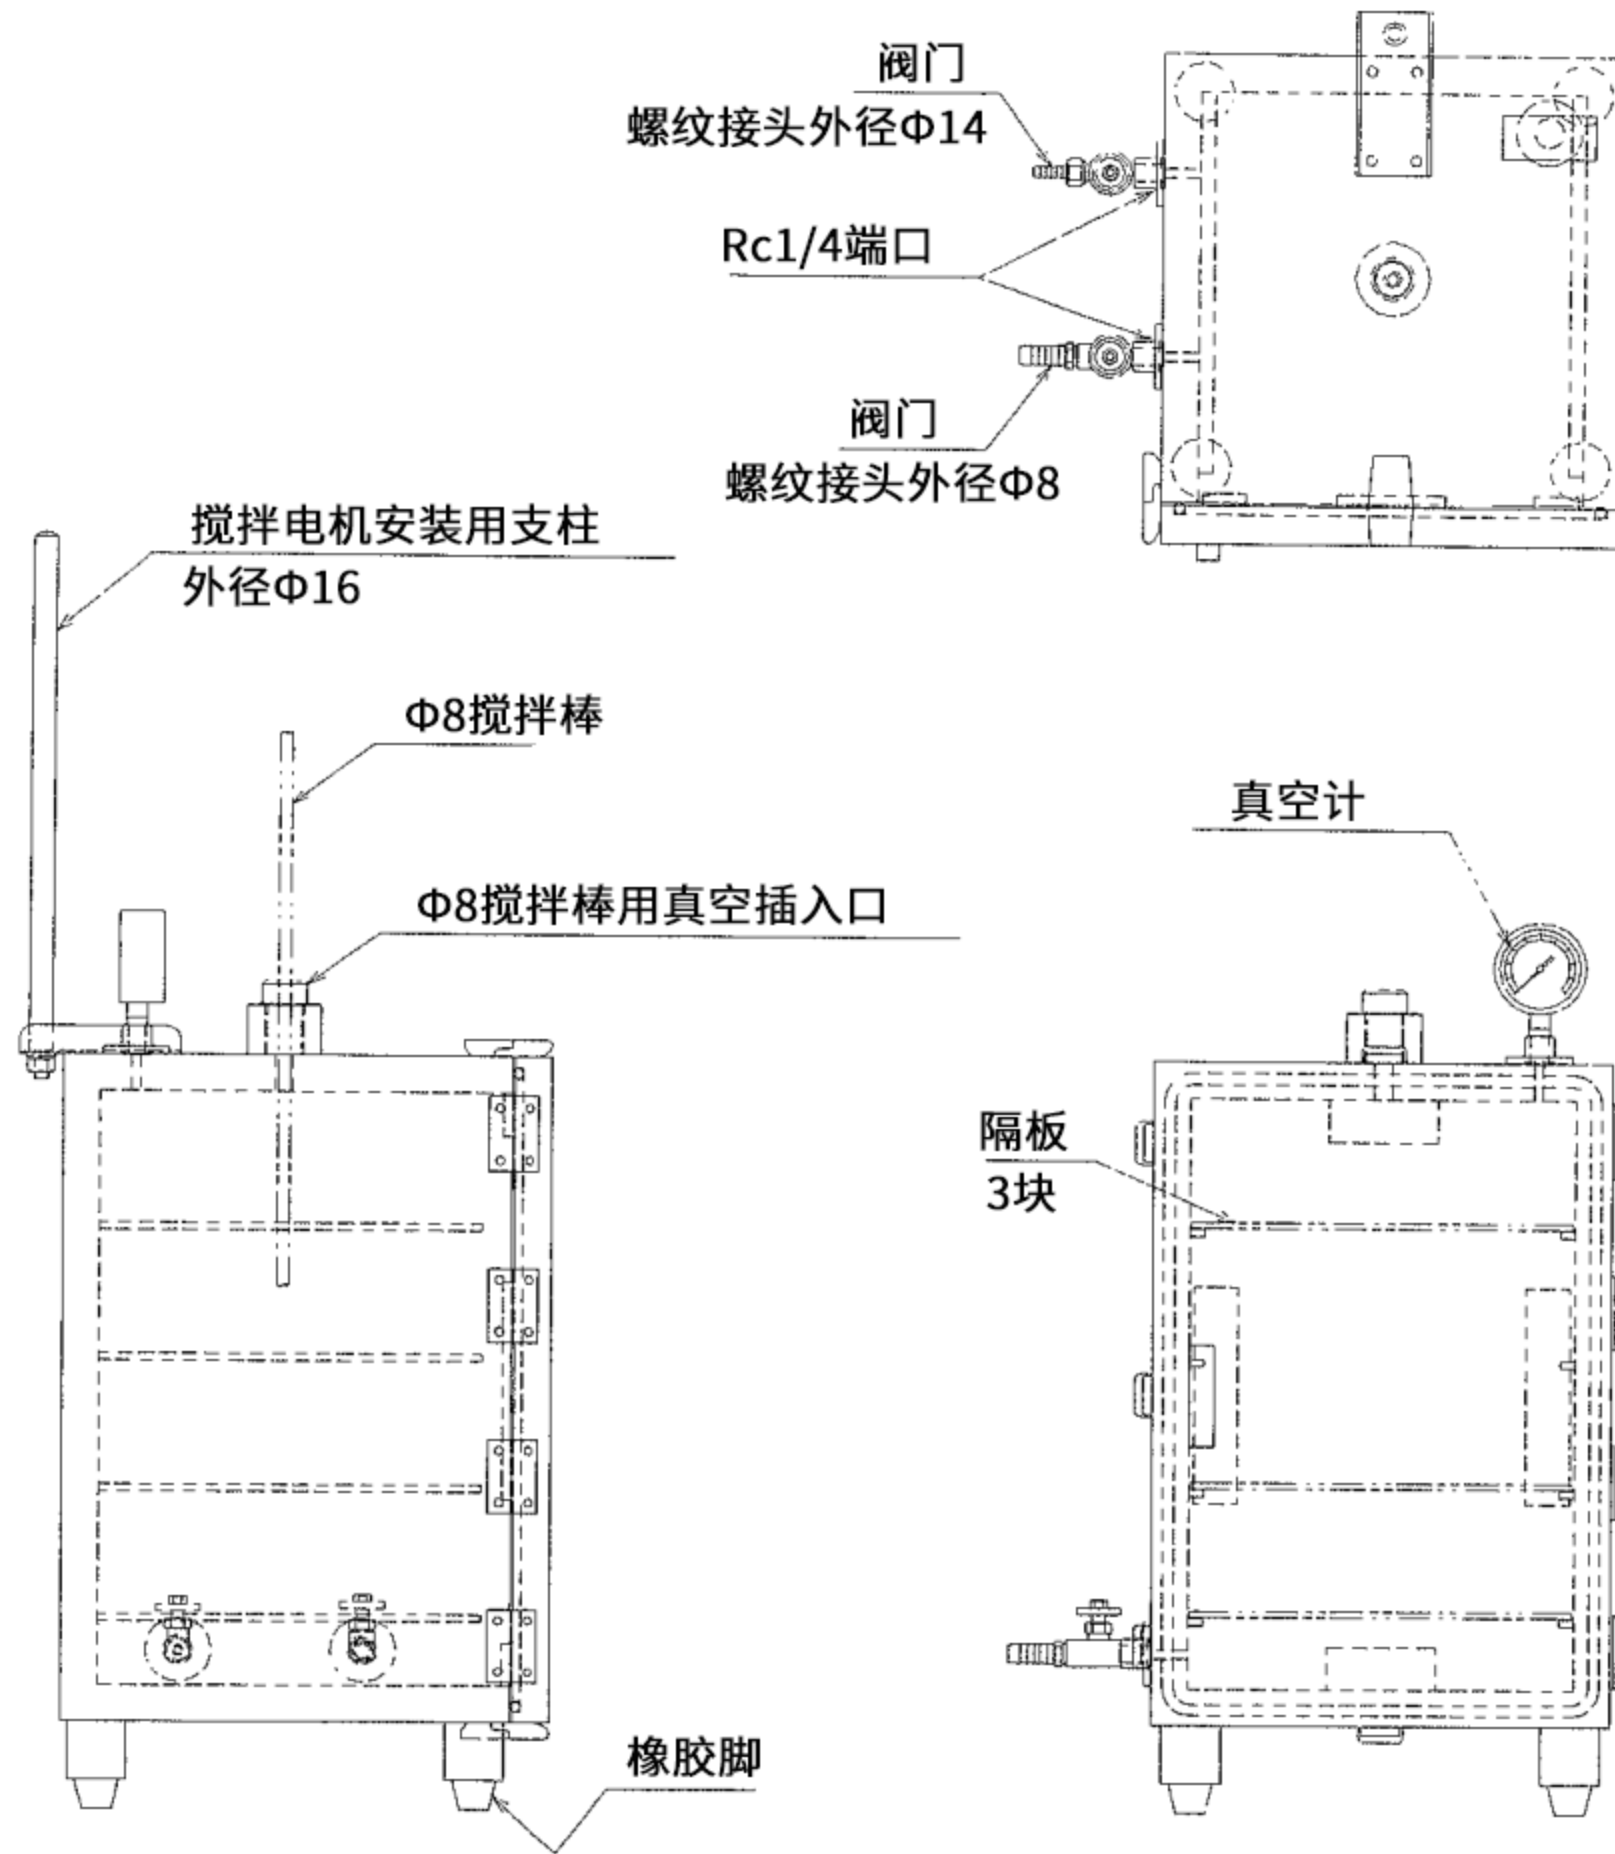 阀门
螺纹接头外径Φ14
Rc1/4端口
阀门
螺纹接头外径Φ8
搅拌电机安装用支柱
外径Φ16
Φ8搅拌棒
真空计
Φ8搅拌棒用真空插入口
隔板
3块
橡胶脚